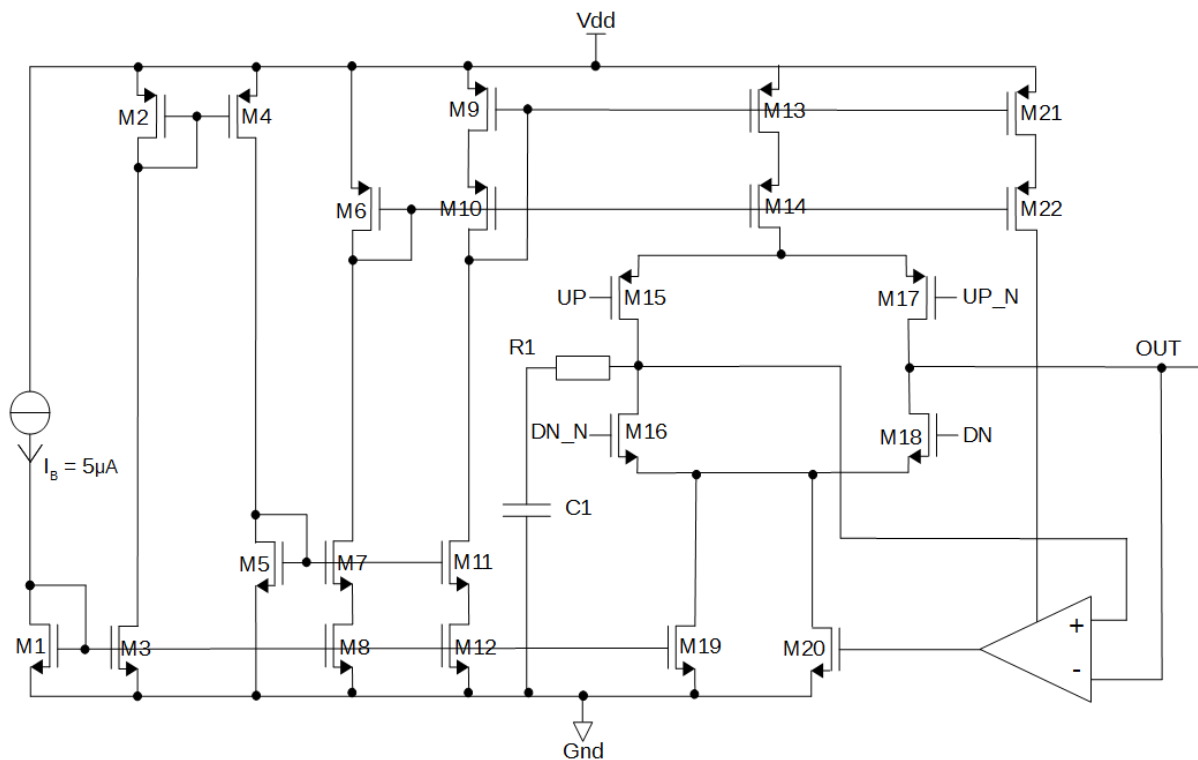 Vdd
M2
M4
M9
M13
M21
M6
M10
M14
M22
UP
M15
M17
UP_N
R1
OUT
DN_N
M16
M18
DN
I_B = 5µA
C1
M5
M7
M11
M1
M3
M8
M12
M19
M20
+
-
Gnd